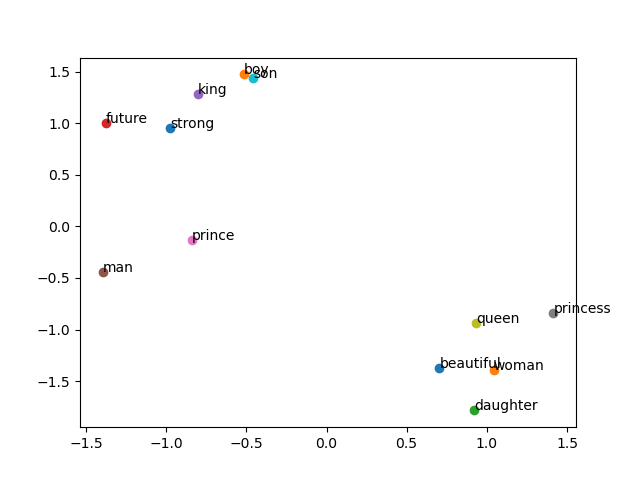 1.5
1.0
0.5
0.0
−0.5
−1.0
−1.5
boy
son
king
future
strong
prince
man
princess
queen
beautiful
woman
daughter
−1.5 −1.0 −0.5 0.0 0.5 1.0 1.5